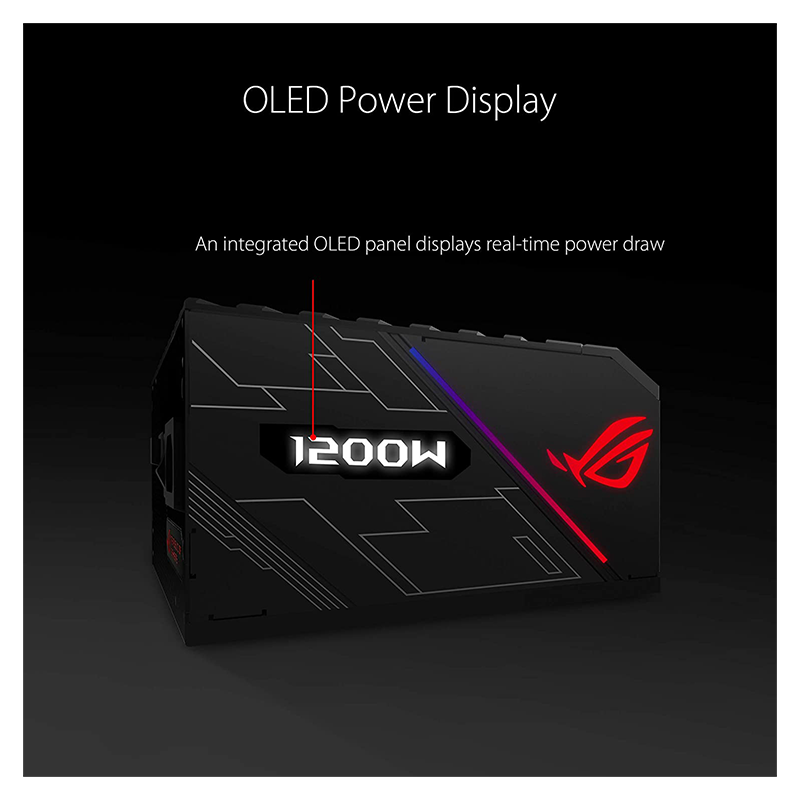 OLED Power Display
An integrated OLED panel displays real-time power draw
1200W